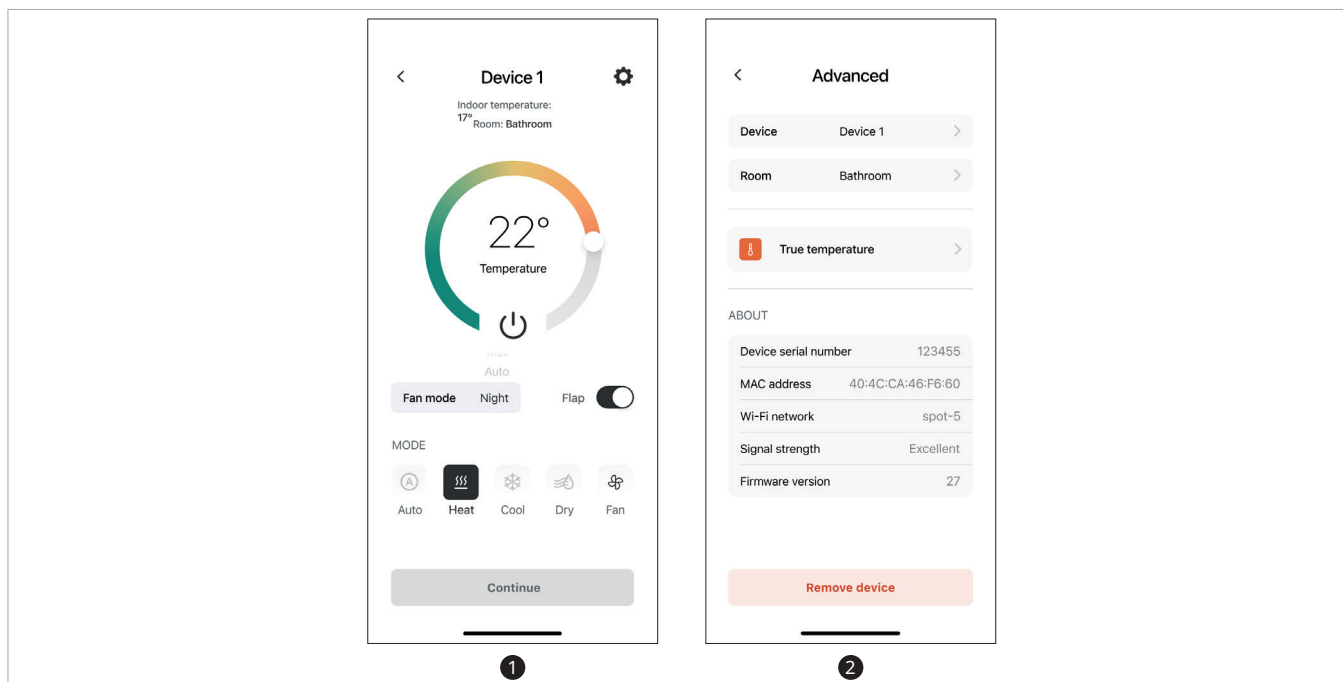 Device 1
Indoor temperature:
17°
Room: Bathroom
22°
Temperature
Auto
Fan mode Night Flap
MODE
A
Auto Heat Cool Dry Fan
Continue
1
Advanced
Device Device 1
Room Bathroom
True temperature
ABOUT
Device serial number 123455
MAC address 40:4C:CA:46:F6:60
Wi-Fi network spot-5
Signal strength Excellent
Firmware version 27
Remove device
2